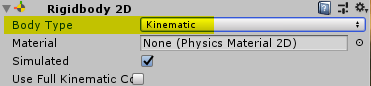 Rigidbody 2D
Body Type Kinematic
Material None (Physics Material 2D)
Simulated
Use Full Kinematic Co